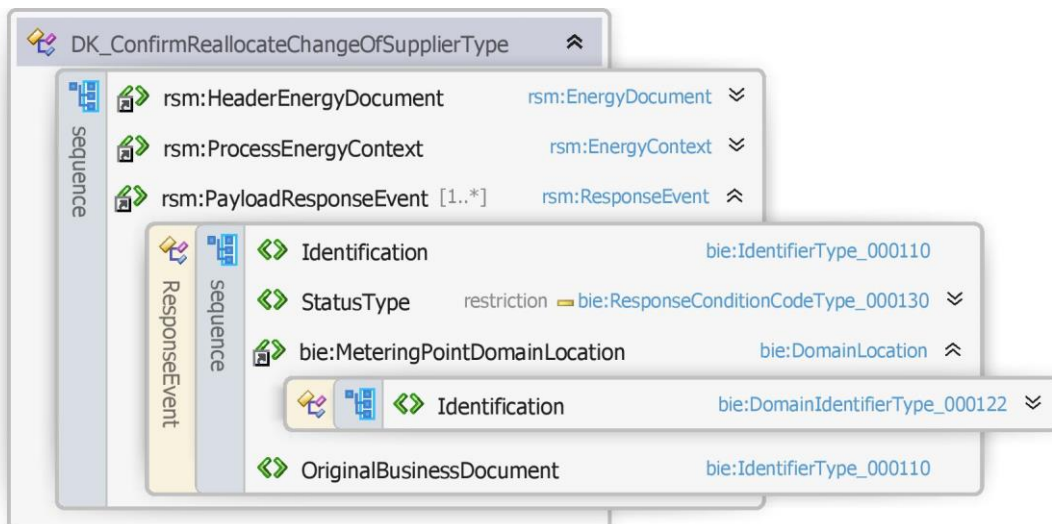 DK_ConfirmReallocateChangeOfSupplierType
sequence
rsm:HeaderEnergyDocument rsm:EnergyDocument
rsm:ProcessEnergyContext rsm:EnergyContext
rsm:PayloadResponseEvent [1..*] rsm:ResponseEvent
ResponseEvent
sequence
Identification bie:IdentifierType_000110
StatusType restriction bie:ResponseConditionCodeType_000130
bie:MeteringPointDomainLocation bie:DomainLocation
Identification bie:DomainIdentifierType_000122
OriginalBusinessDocument bie:IdentifierType_000110